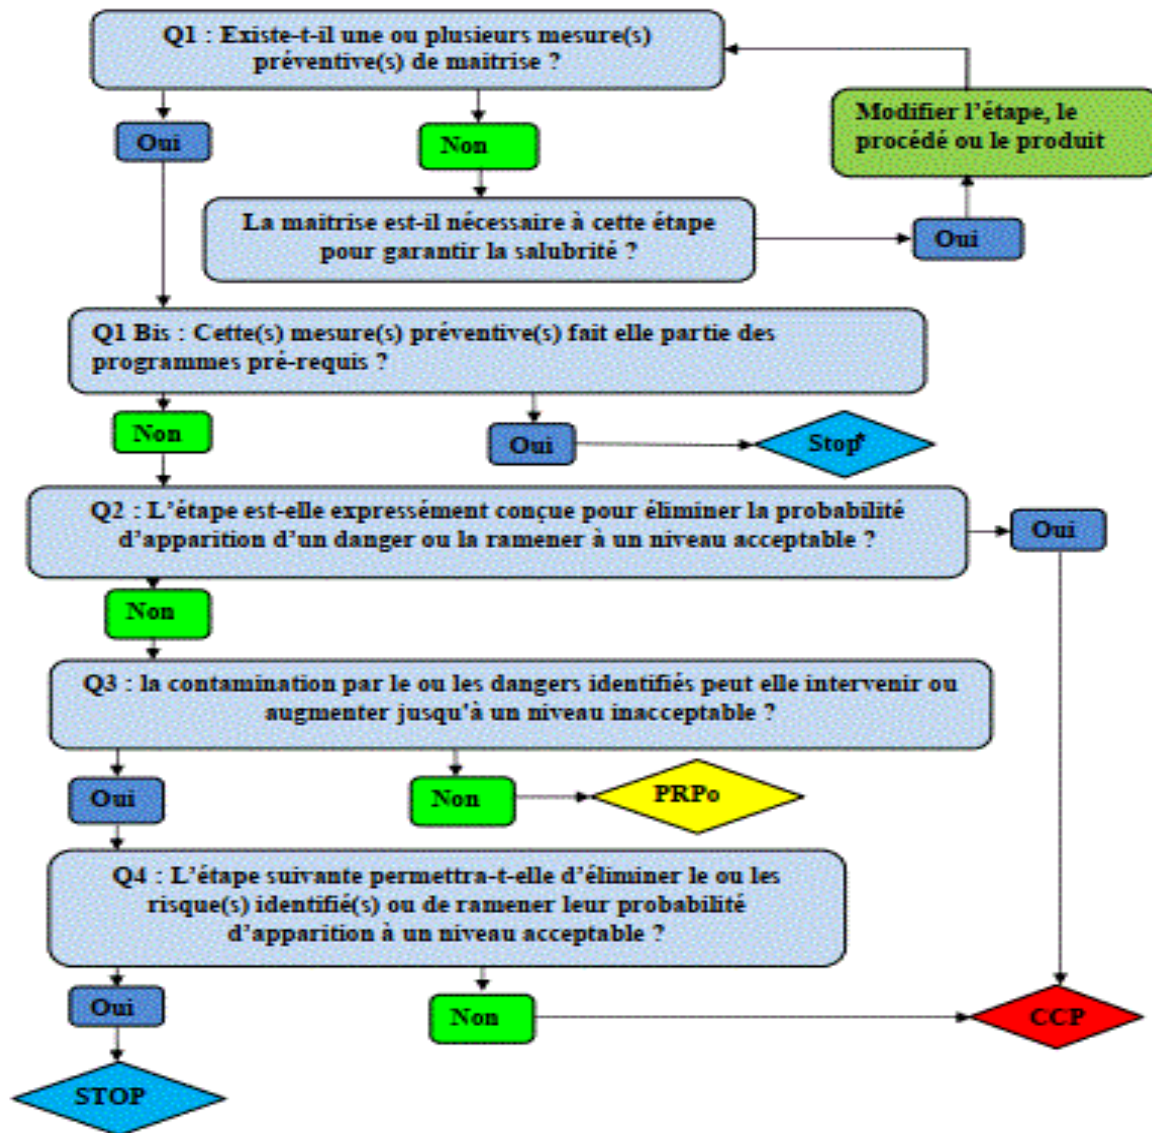 Q1 : Existe-t-il une ou plusieurs mesure(s)
préventive(s) de maitrise ?
Oui
Non
Modifier l'étape, le
procédé ou le produit
La maitrise est-il nécessaire à cette étape
pour garantir la salubrité ?
Oui
Q1 Bis : Cette(s) mesure(s) préventive(s) fait elle partie des
programmes pré-requis ?
Non
Oui
Stop*
Q2 : L'étape est-elle expressément conçue pour éliminer la probabilité
d'apparition d'un danger ou la ramener à un niveau acceptable ?
Oui
Non
Q3 : la contamination par le ou les dangers identifiés peut elle intervenir ou
augmenter jusqu'à un niveau inacceptable ?
Oui
Non
PRPo
Q4 : L'étape suivante permettra-t-elle d'éliminer le ou les
risque(s) identifié(s) ou de ramener leur probabilité
d'apparition à un niveau acceptable ?
Oui
Non
CCP
STOP